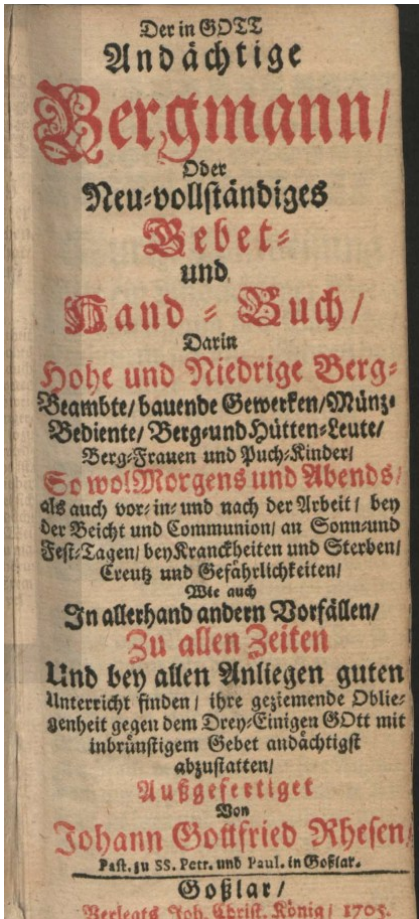 Der in GOTT
Andächtige
Bergmann/
Oder
Neu-vollständiges
Gebet-
und
Hand-Buch/
Darin
Hohe und Niedrige Berg-
Beambte/ bauende Gewerken/ Münz-
Bediente/ Berg-und Hütten-Leute/
Berg-Frauen und Puch-Kinder/
So wol Morgens und Abends/
als auch vor- in- und nach der Arbeit/ bey
der Beicht und Communion/ an Sonn-und
Fest-Tagen/ bey Kranckheiten und Sterben/
Creutz und Gefährlichkeiten/
Wie auch
In allerhand andern Vorfällen/
Zu allen Zeiten
Und bey allen Anliegen guten
Unterricht finden/ ihre geziemende Oblie-
genheit gegen dem Drey-Einigen GOtt mit
inbrünstigem Gebet andächtigst
abzustatten/
Außgefertiget
Von
Johann Gottfried Rhesen/
Past. zu SS. Petr. und Paul. in Goßlar.
Goßlar/
Verlegts Joh. Christ. König/ 1705.